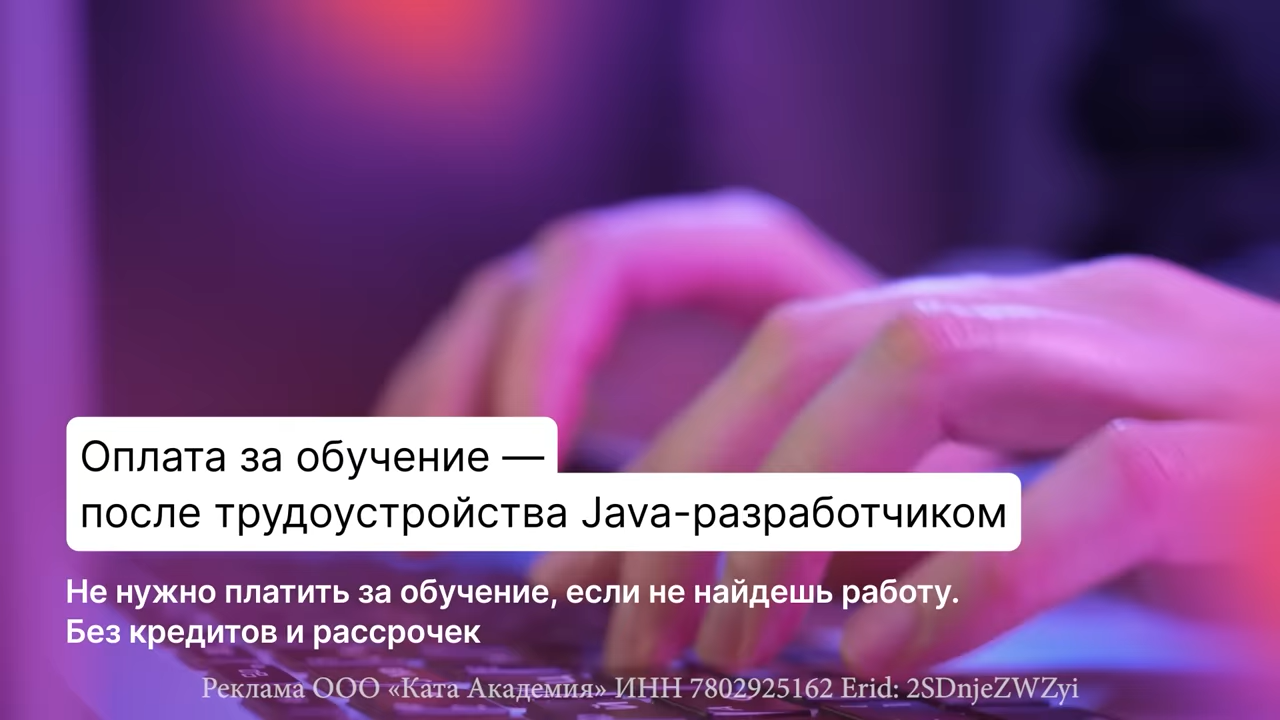 Оплата за обучение —
после трудоустройства Java-разработчиком
Не нужно платить за обучение, если не найдешь работу.
Без кредитов и рассрочек
Реклама ООО «Ката Академия» ИНН 7802925162 Erid: 2SDnjeZWZyi